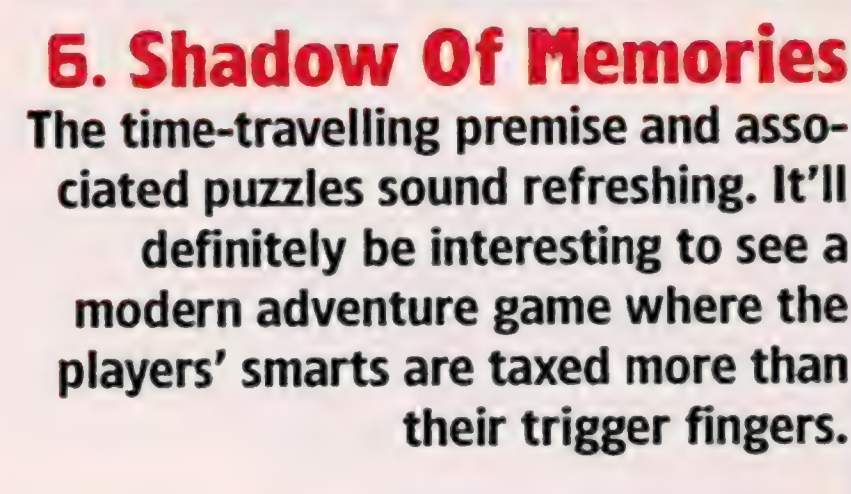 6. Shadow Of Memories
The time-travelling premise and asso-
ciated puzzles sound refreshing. It'll
definitely be interesting to see a
modern adventure game where the
players' smarts are taxed more than
their trigger fingers.